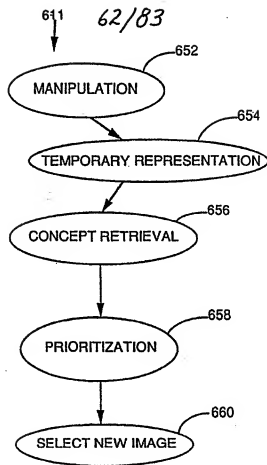 611 62/83
652
MANIPULATION
654
TEMPORARY REPRESENTATION
656
CONCEPT RETRIEVAL
658
PRIORITIZATION
660
SELECT NEW IMAGE